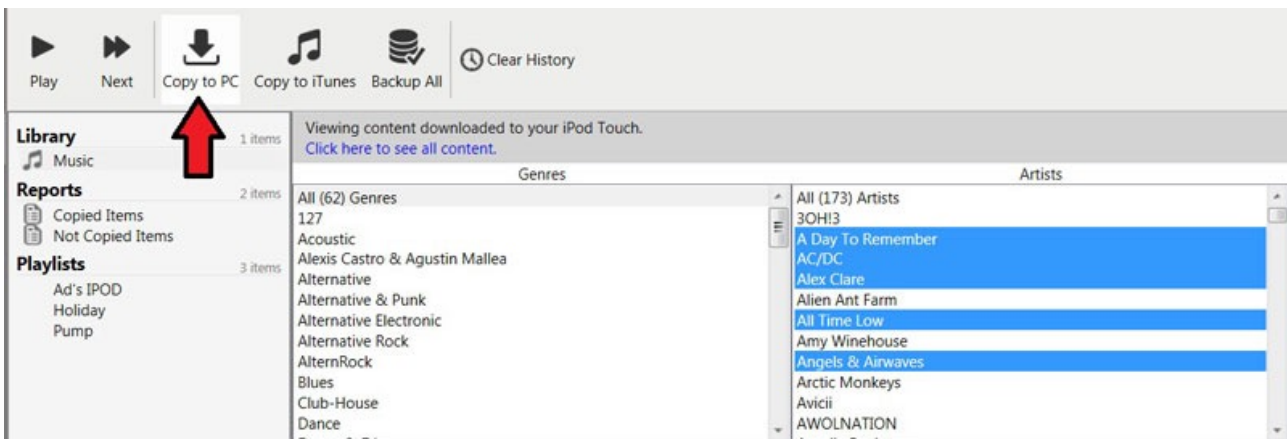 Play
Next
Copy to PC
Copy to iTunes
Backup All
Clear History
Library 1 items
Music
Reports 2 items
Copied Items
Not Copied Items
Playlists 3 items
Ad's IPOD
Holiday
Pump
Viewing content downloaded to your iPod Touch.
Click here to see all content.
Genres
All (62) Genres
127
Acoustic
Alexis Castro & Agustin Mallea
Alternative
Alternative & Punk
Alternative Electronic
Alternative Rock
AlternRock
Blues
Club-House
Dance
Artists
All (173) Artists
3OH!3
A Day To Remember
AC/DC
Alex Clare
Alien Ant Farm
All Time Low
Amy Winehouse
Angels & Airwaves
Arctic Monkeys
Avicii
AWOLNATION